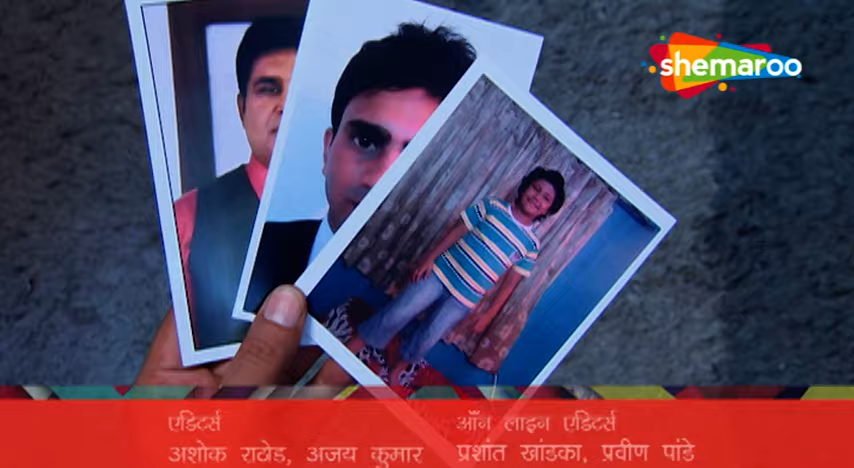 shemaroo
एडिटर्स
अशोक राठोड, अजय कुमार
ऑन लाइन एडिटर्स
प्रशांत खांडका, प्रवीण पांडे